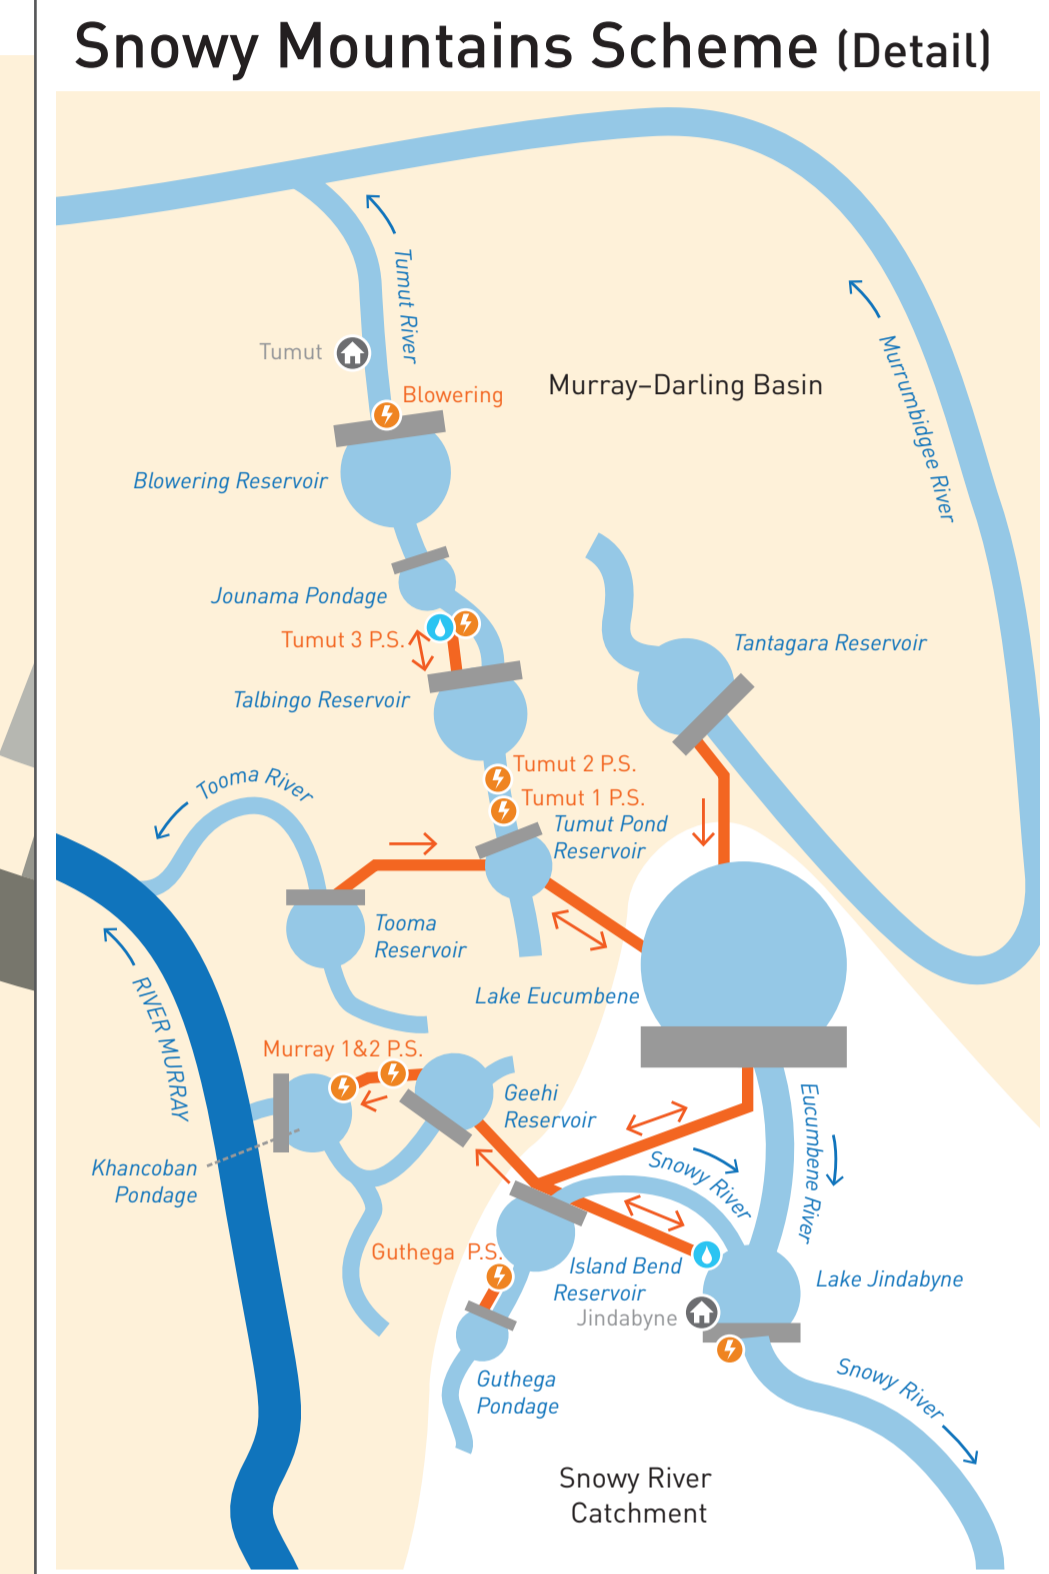 Snowy Mountains Scheme (Detail)
Tumut River
Tumut
Murrumbidgee River
Murray–Darling Basin
Blowering
Blowering Reservoir
Jounama Pondage
Tumut 3 P.S.
Tantagara Reservoir
Talbingo Reservoir
Tumut 2 P.S.
Tumut 1 P.S.
Tooma River
Tumut Pond
Reservoir
Tooma
Reservoir
Lake Eucumbene
RIVER MURRAY
Murray 1&2 P.S.
Geehi
Reservoir
Eucumbene River
Khancoban
Pondage
Snowy River
Guthega P.S.
Island Bend
Reservoir
Lake Jindabyne
Jindabyne
Guthega
Pondage
Snowy River
Snowy River
Catchment